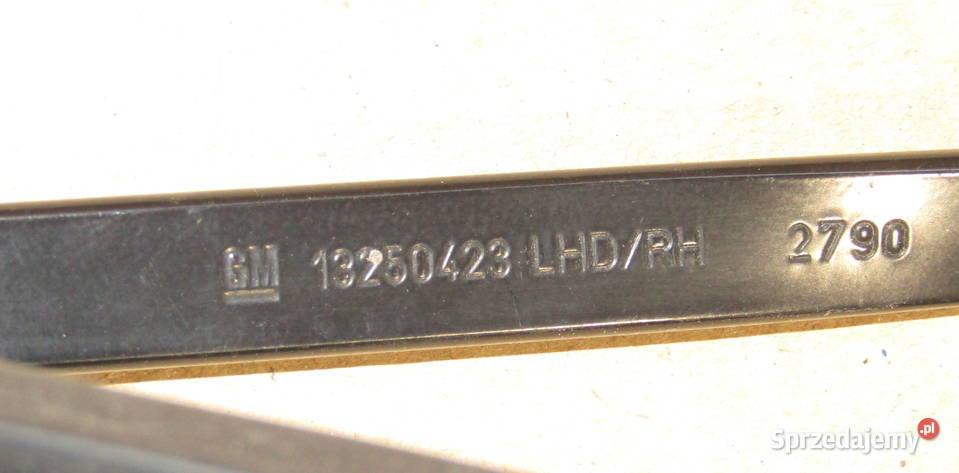 GM 13250423 LHD/RH 2790
Sprzedajemy.pl